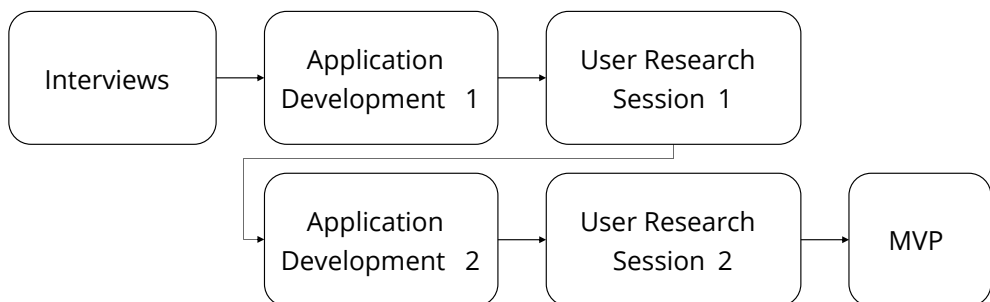 Interviews
Application
Development 1
User Research
Session 1
Application
Development 2
User Research
Session 2
MVP